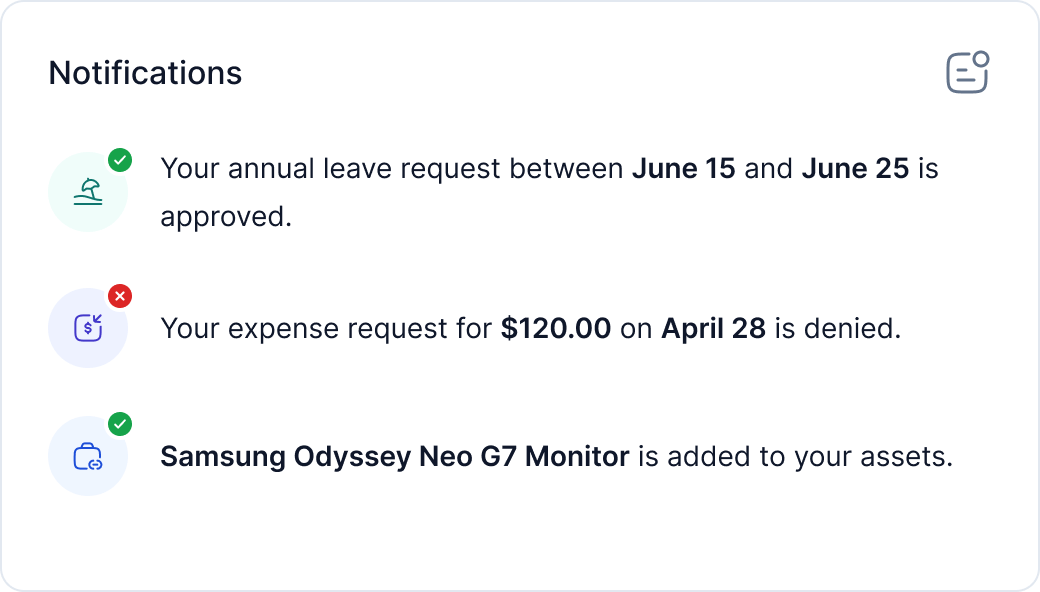 Notifications
Your annual leave request between June 15 and June 25 is
approved.
$
Your expense request for $120.00 on April 28 is denied.
Samsung Odyssey Neo G7 Monitor is added to your assets.